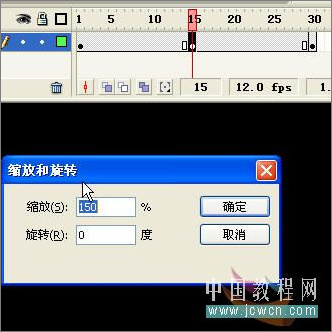 1 5 10 15 20 25 30
15 12.0 fps 1.
缩放和旋转
缩放(S): 150 %
确定
旋转(R): 0 度
取消
中国教程网
www.jcwcn.com